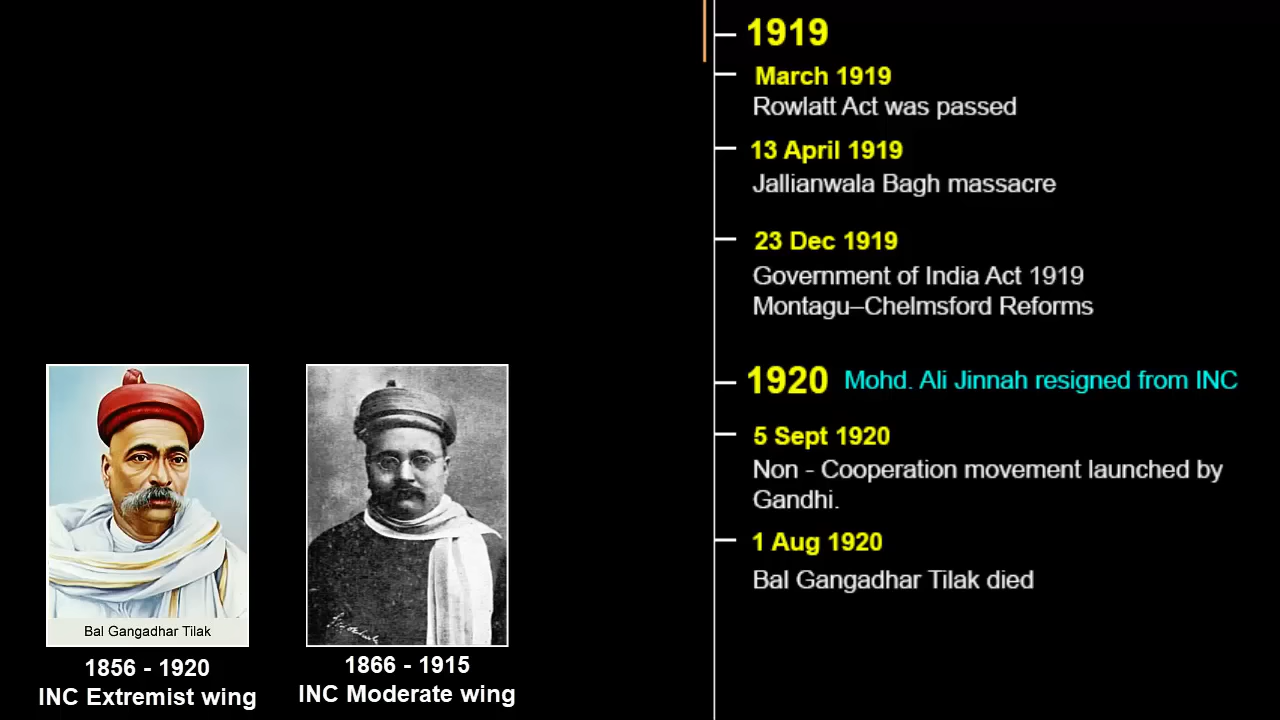 1919
March 1919
Rowlatt Act was passed
13 April 1919
Jallianwala Bagh massacre
23 Dec 1919
Government of India Act 1919
Montagu–Chelmsford Reforms
1920 Mohd. Ali Jinnah resigned from INC
5 Sept 1920
Non - Cooperation movement launched by
Gandhi.
1 Aug 1920
Bal Gangadhar Tilak died
Bal Gangadhar Tilak
1856 - 1920
INC Extremist wing
1866 - 1915
INC Moderate wing